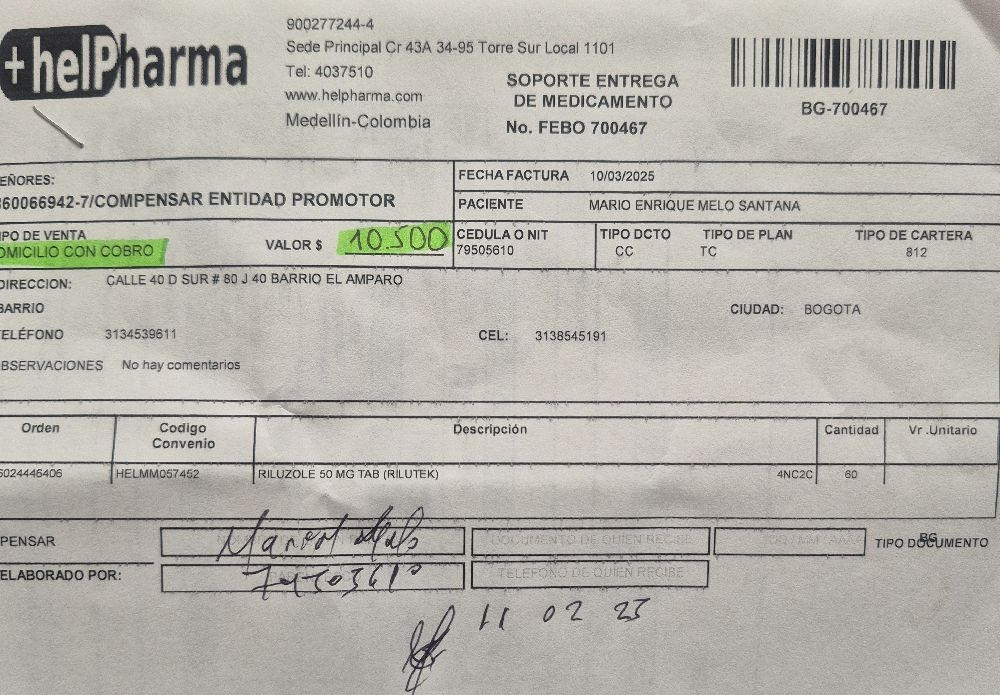 +helPharma
900277244-4
Sede Principal Cr 43A 34-95 Torre Sur Local 1101
Tel: 4037510
www.helpharma.com
Medellín-Colombia
SOPORTE ENTREGA
DE MEDICAMENTO
No. FEBO 700467
BG-700467
EÑORES:
860066942-7/COMPENSAR ENTIDAD PROMOTOR
FECHA FACTURA 10/03/2025
PACIENTE MARIO ENRIQUE MELO SANTANA
IPO DE VENTA
OMICILIO CON COBRO
VALOR $ 10.500
CEDULA O NIT
79505610
TIPO DCTO
CC
TIPO DE PLAN
TC
TIPO DE CARTERA
812
DIRECCION: CALLE 40 D SUR # 80 J 40 BARRIO EL AMPARO
BARRIO
CIUDAD: BOGOTA
TELÉFONO 3134539611
CEL: 3138545191
BSERVACIONES No hay comentarios
Orden Codigo Convenio Descripción Cantidad Vr .Unitario
6024446406 HELMM057452 RILUZOLE 50 MG TAB (RILUTEK) 4NC2C 60
PENSAR
DOCUMENTO DE QUIEN RECIBE
TIPO DOCUMENTO
BG
ELABORADO POR:
TELEFONO DE QUIEN RECIBE
11 02 25